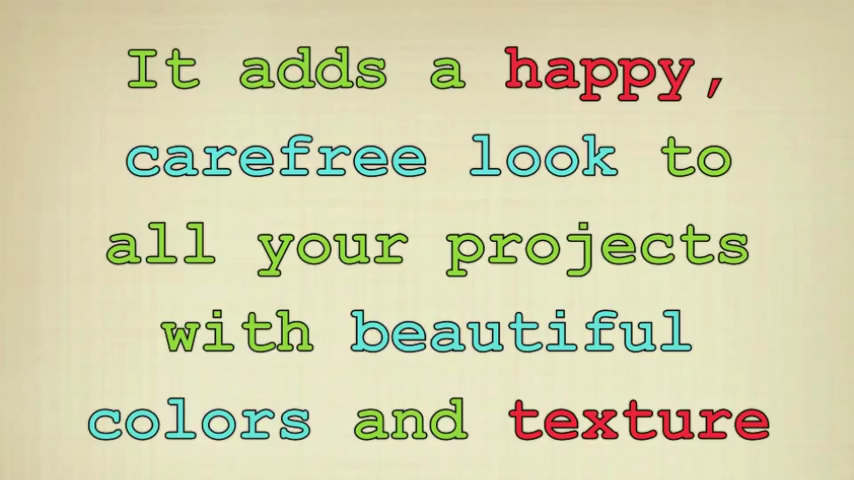 It adds a happy,
carefree look to
all your projects
with beautiful
colors and texture